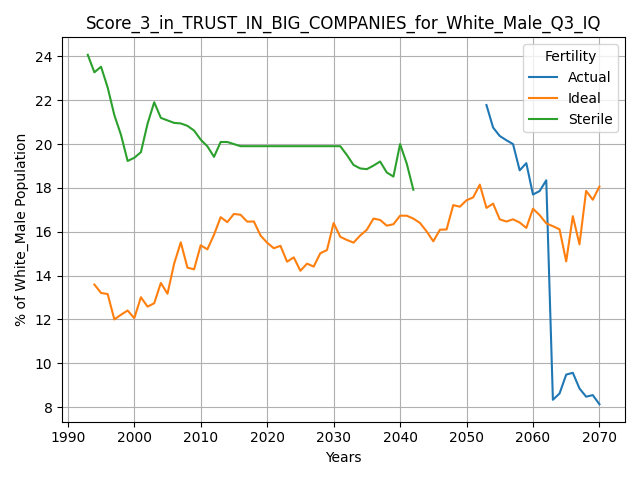 Score_3_in_TRUST_IN_BIG_COMPANIES_for_White_Male_Q3_IQ
Fertility
Actual
Ideal
Sterile
% of White_Male Population
24
22
20
18
16
14
12
10
8
1990
2000
2010
2020
2030
2040
2050
2060
2070
Years